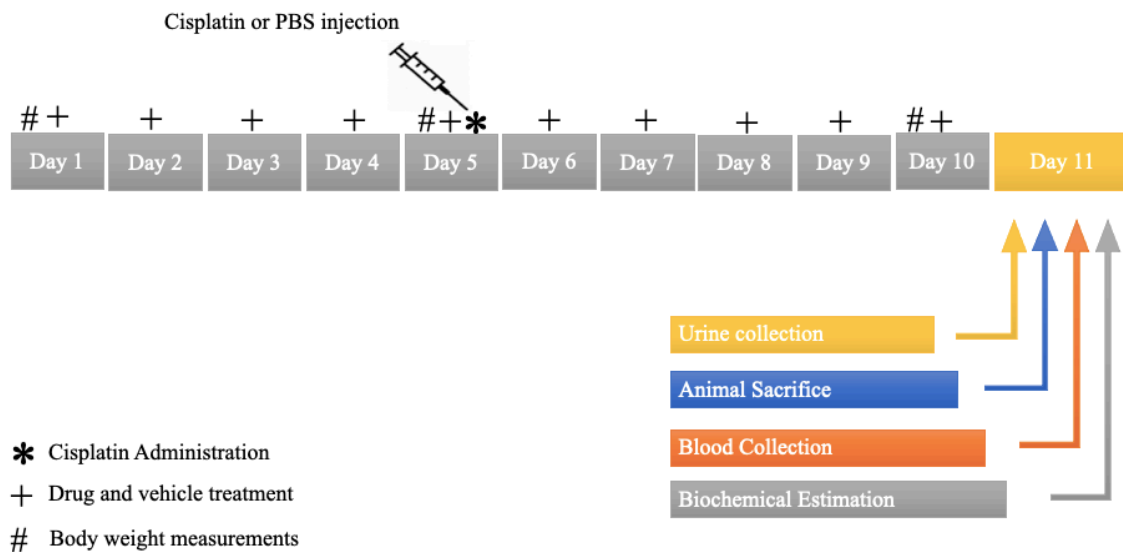 Cisplatin or PBS injection
# + + + + # + * + + + + # +
Day 1 Day 2 Day 3 Day 4 Day 5 Day 6 Day 7 Day 8 Day 9 Day 10 Day 11
Urine collection
Animal Sacrifice
Blood Collection
Biochemical Estimation
* Cisplatin Administration
+ Drug and vehicle treatment
# Body weight measurements